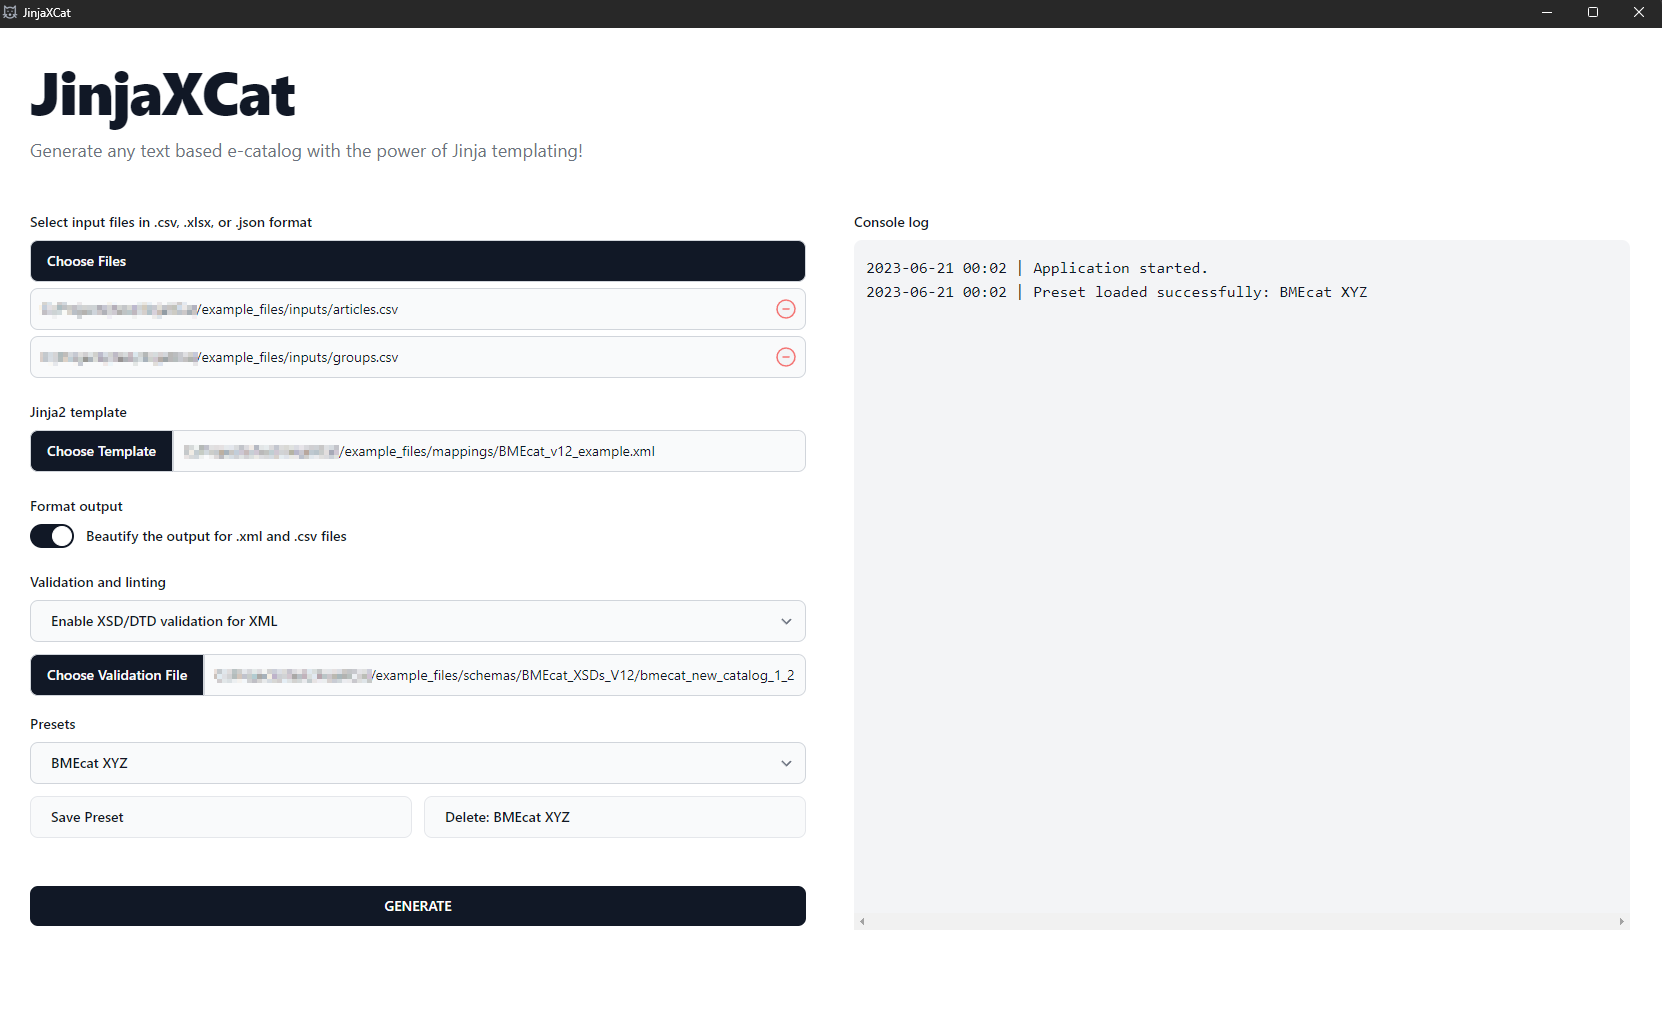 JinjaXCat
JinjaXCat
Generate any text based e-catalog with the power of Jinja templating!
Select input files in .csv, .xlsx, or .json format
Choose Files
/example_files/inputs/articles.csv
/example_files/inputs/groups.csv
Jinja2 template
Choose Template
/example_files/mappings/BMEcat_v12_example.xml
Format output
Beautify the output for .xml and .csv files
Validation and linting
Enable XSD/DTD validation for XML
Choose Validation File
/example_files/schemas/BMEcat_XSDs_V12/bmecat_new_catalog_1_2
Presets
BMEcat XYZ
Save Preset
Delete: BMEcat XYZ
GENERATE
Console log
2023-06-21 00:02 | Application started.
2023-06-21 00:02 | Preset loaded successfully: BMEcat XYZ